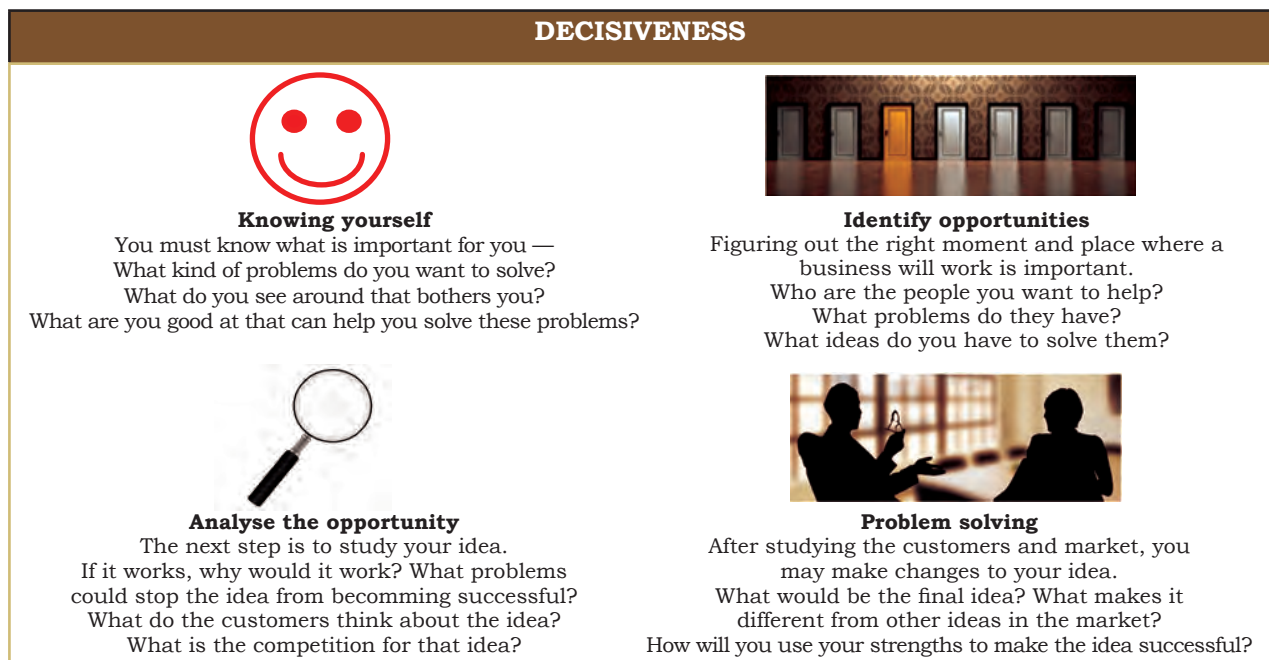 DECISIVENESS
Knowing yourself
You must know what is important for you —
What kind of problems do you want to solve?
What do you see around that bothers you?
What are you good at that can help you solve these problems?
Identify opportunities
Figuring out the right moment and place where a
business will work is important.
Who are the people you want to help?
What problems do they have?
What ideas do you have to solve them?
Analyse the opportunity
The next step is to study your idea.
If it works, why would it work? What problems
could stop the idea from becomming successful?
What do the customers think about the idea?
What is the competition for that idea?
Problem solving
After studying the customers and market, you
may make changes to your idea.
What would be the final idea? What makes it
different from other ideas in the market?
How will you use your strengths to make the idea successful?